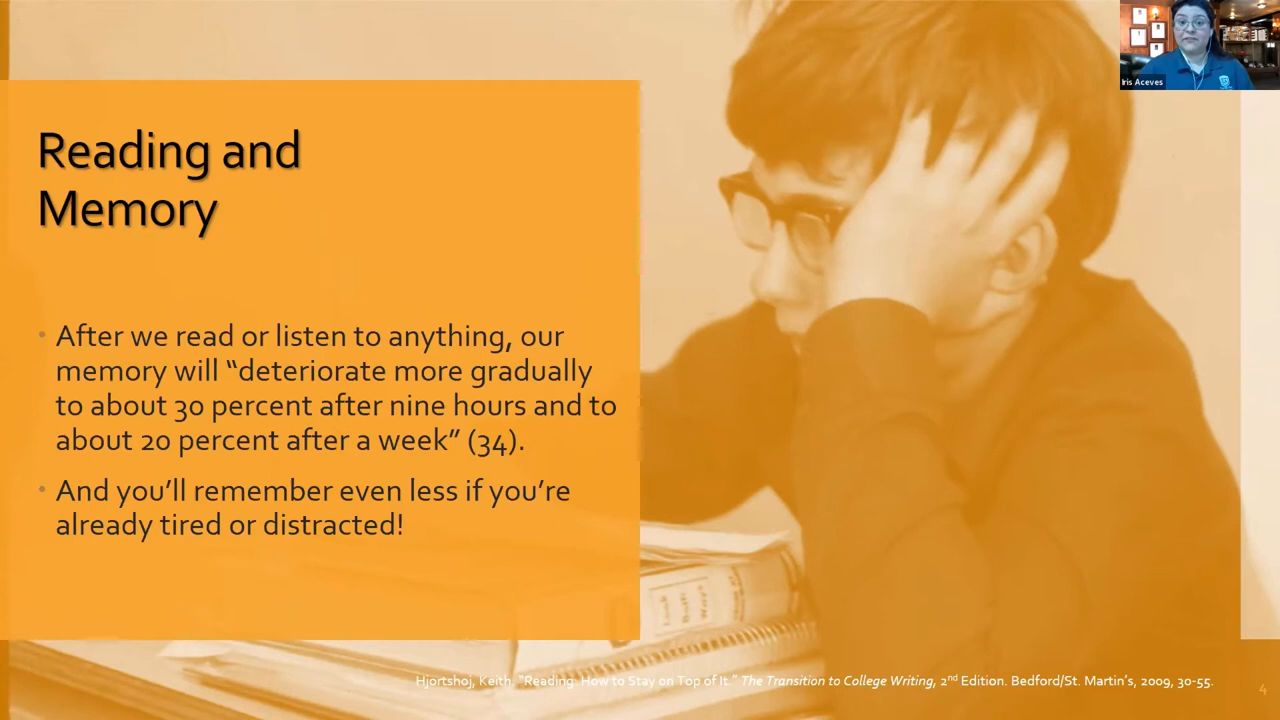 Iris Aceves
Reading and
Memory
• After we read or listen to anything, our
memory will “deteriorate more gradually
to about 30 percent after nine hours and to
about 20 percent after a week” (34).
• And you’ll remember even less if you’re
already tired or distracted!
Look
Hjortshoj, Keith. “Reading: How to Stay on Top of It.” The Transition to College Writing, 2nd Edition. Bedford/St. Martin’s, 2009, 30-55.
4